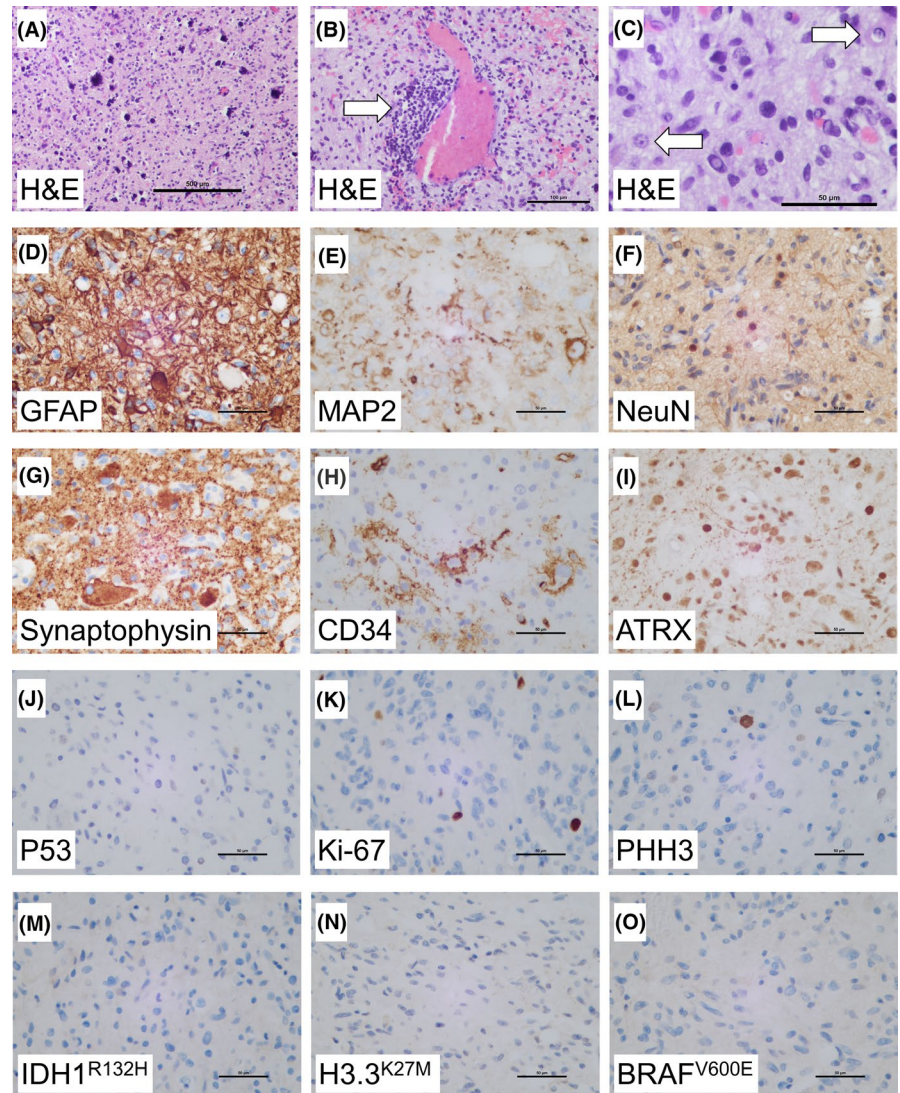 (A)
H&E
500 µm
(B)
H&E
100 µm
(C)
H&E
50 µm
(D)
GFAP
(E)
MAP2
50 µm
(F)
NeuN
50 µm
(G)
Synaptophysin
50 µm
(H)
CD34
50 µm
(I)
ATRX
50 µm
(J)
P53
50 µm
(K)
Ki-67
50 µm
(L)
PHH3
50 µm
(M)
IDH1R132H
50 µm
(N)
H3.3K27M
50 µm
(O)
BRAFV600E
50 µm